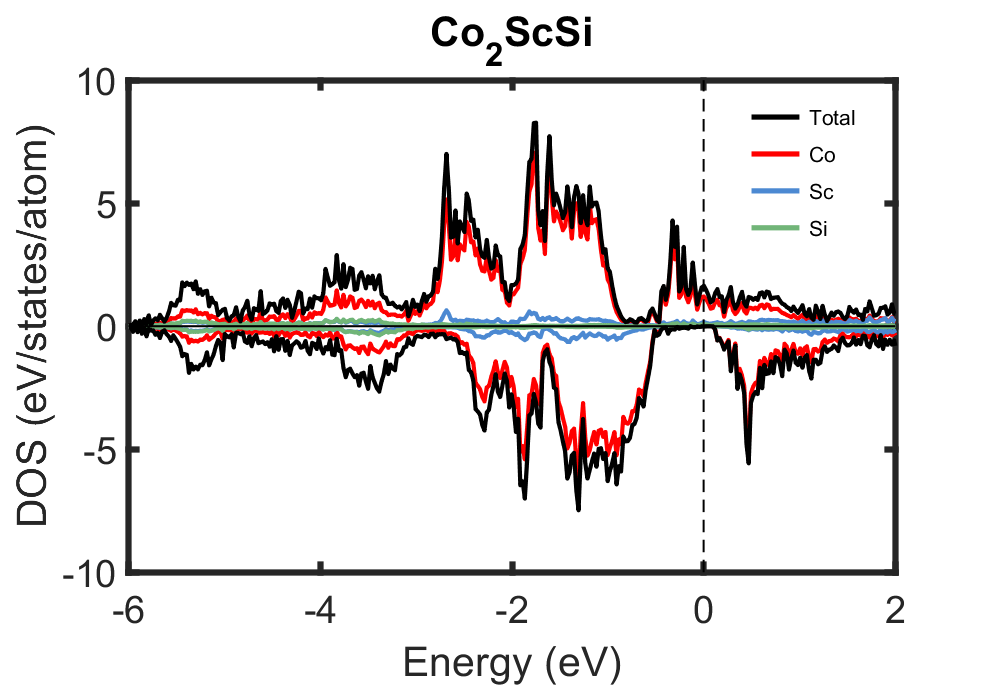 Co₂ScSi
10
5
0
-5
-10
DOS (eV/states/atom)
Total
Co
Sc
Si
-6 -4 -2 0 2
Energy (eV)